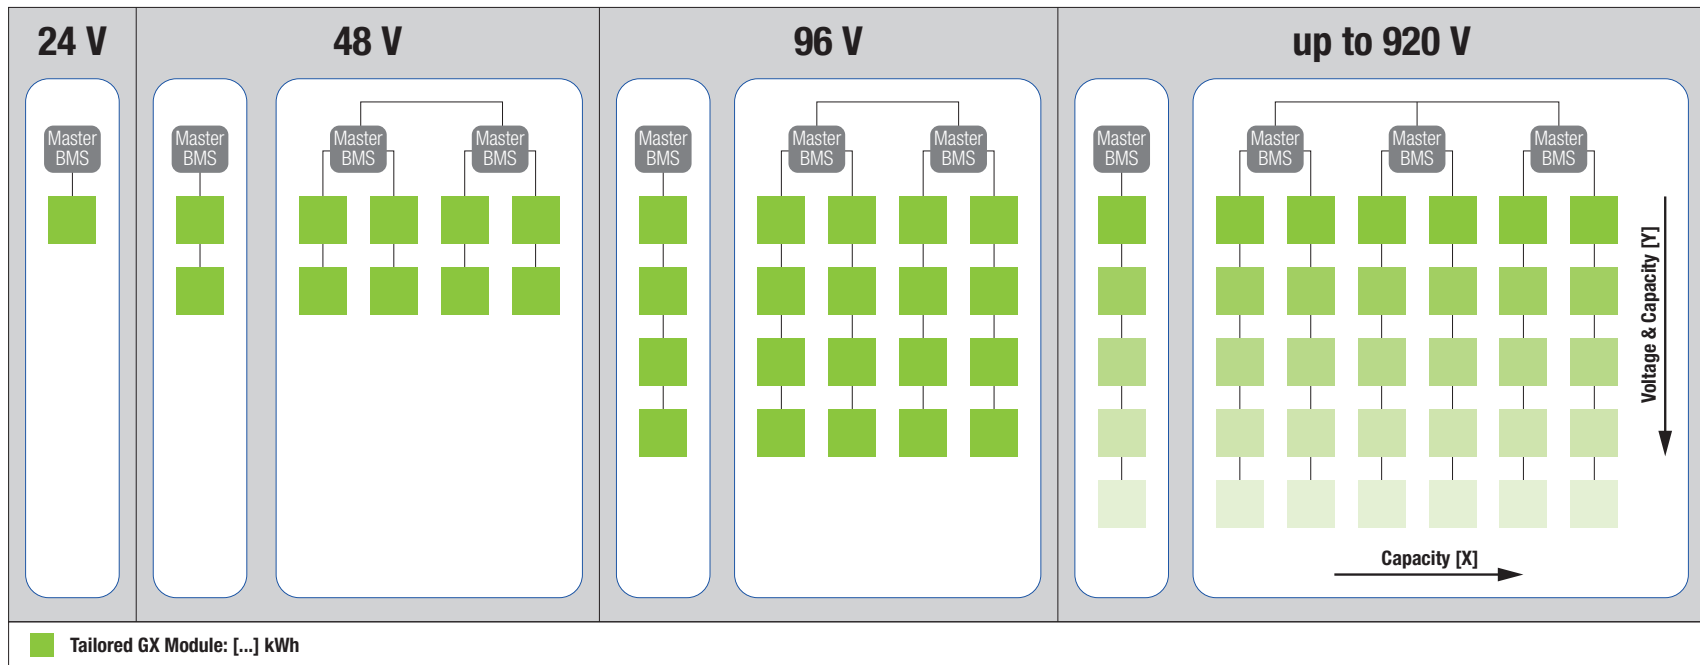 24 V
48 V
96 V
up to 920 V
Master
BMS
Master
BMS
Master
BMS
Master
BMS
Master
BMS
Master
BMS
Master
BMS
Master
BMS
Master
BMS
Master
BMS
Master
BMS
Voltage & Capacity [Y]
Capacity [X]
Tailored GX Module: [...] kWh